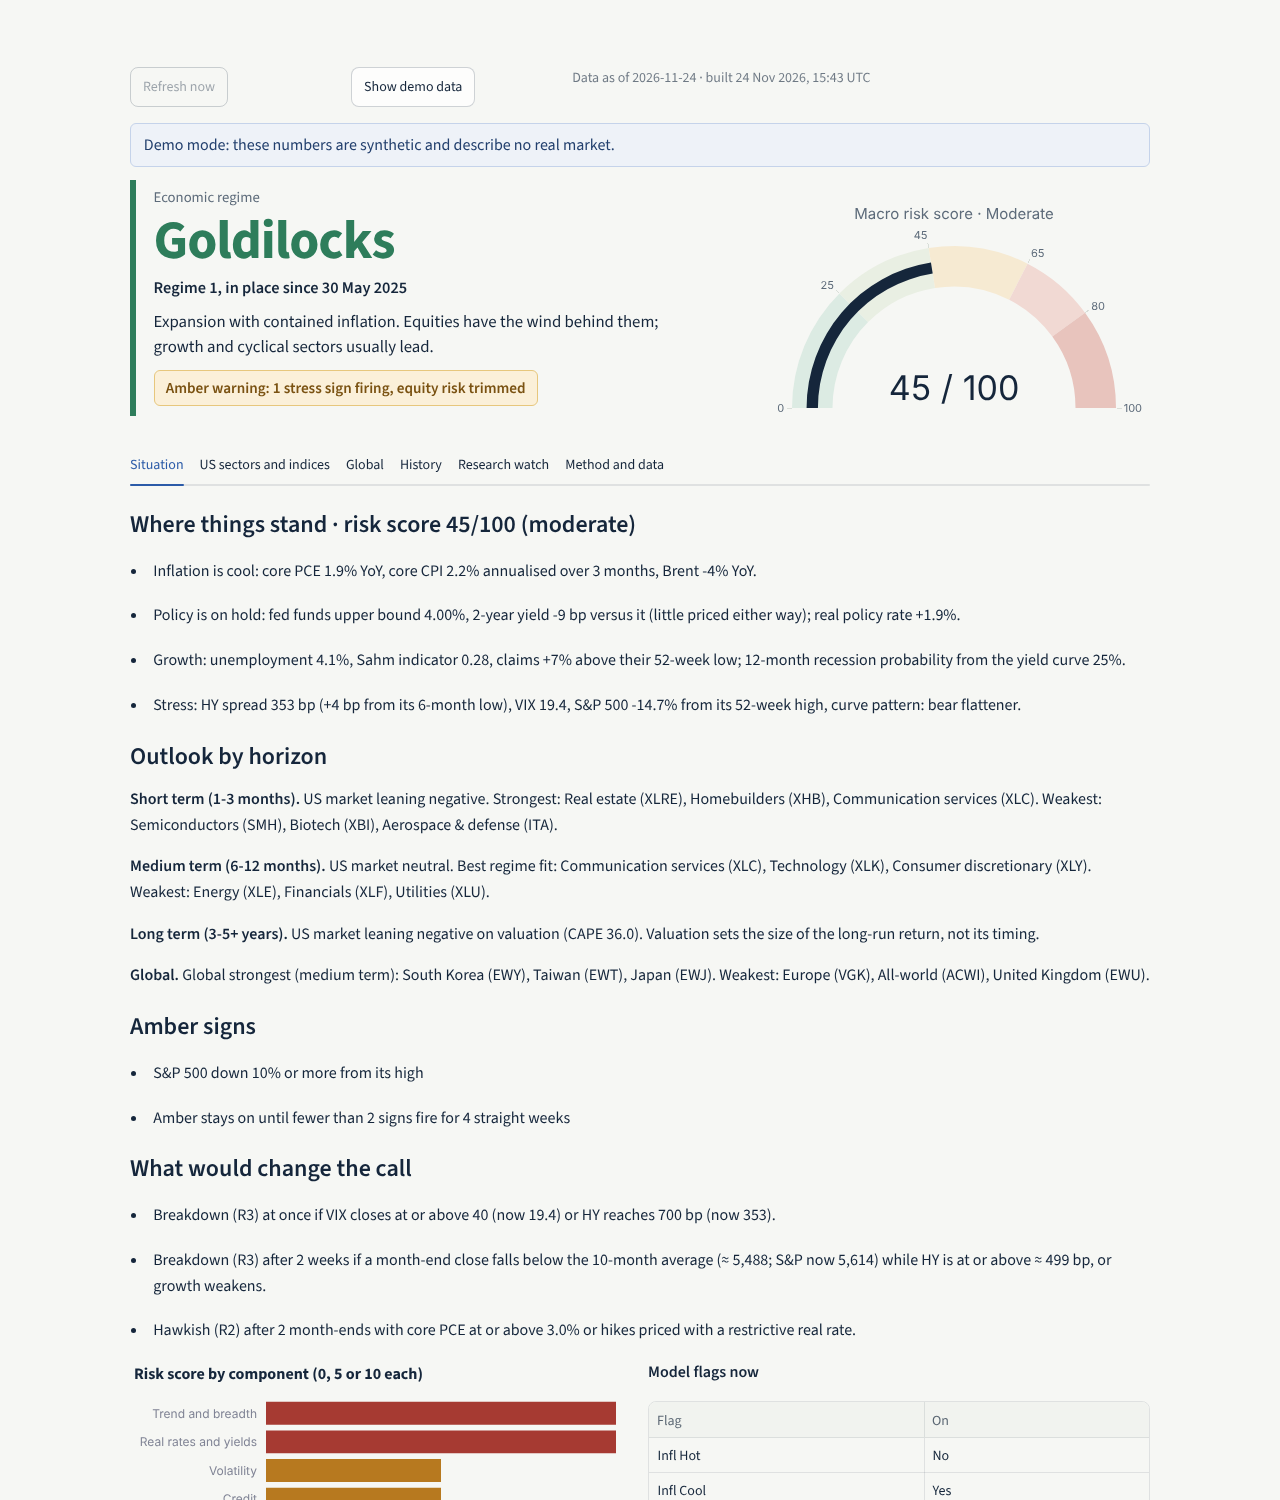 Refresh now
Show demo data
Data as of 2026-11-24 · built 24 Nov 2026, 15:43 UTC
Demo mode: these numbers are synthetic and describe no real market.
Economic regime
Goldilocks
Regime 1, in place since 30 May 2025
Expansion with contained inflation. Equities have the wind behind them;
growth and cyclical sectors usually lead.
Amber warning: 1 stress sign firing, equity risk trimmed
Macro risk score · Moderate
0
25
45
65
80
100
45 / 100
Situation
US sectors and indices
Global
History
Research watch
Method and data
Where things stand · risk score 45/100 (moderate)
• Inflation is cool: core PCE 1.9% YoY, core CPI 2.2% annualised over 3 months, Brent -4% YoY.
• Policy is on hold: fed funds upper bound 4.00%, 2-year yield -9 bp versus it (little priced either way); real policy rate +1.9%.
• Growth: unemployment 4.1%, Sahm indicator 0.28, claims +7% above their 52-week low; 12-month recession probability from the yield curve 25%.
• Stress: HY spread 353 bp (+4 bp from its 6-month low), VIX 19.4, S&P 500 -14.7% from its 52-week high, curve pattern: bear flattener.
Outlook by horizon
Short term (1-3 months). US market leaning negative. Strongest: Real estate (XLRE), Homebuilders (XHB), Communication services (XLC). Weakest:
Semiconductors (SMH), Biotech (XBI), Aerospace & defense (ITA).
Medium term (6-12 months). US market neutral. Best regime fit: Communication services (XLC), Technology (XLK), Consumer discretionary (XLY).
Weakest: Energy (XLE), Financials (XLF), Utilities (XLU).
Long term (3-5+ years). US market leaning negative on valuation (CAPE 36.0). Valuation sets the size of the long-run return, not its timing.
Global. Global strongest (medium term): South Korea (EWY), Taiwan (EWT), Japan (EWJ). Weakest: Europe (VGK), All-world (ACWI), United Kingdom (EWU).
Amber signs
• S&P 500 down 10% or more from its high
• Amber stays on until fewer than 2 signs fire for 4 straight weeks
What would change the call
• Breakdown (R3) at once if VIX closes at or above 40 (now 19.4) or HY reaches 700 bp (now 353).
• Breakdown (R3) after 2 weeks if a month-end close falls below the 10-month average (≈ 5,488; S&P now 5,614) while HY is at or above ≈ 499 bp, or
growth weakens.
• Hawkish (R2) after 2 month-ends with core PCE at or above 3.0% or hikes priced with a restrictive real rate.
Risk score by component (0, 5 or 10 each)
Trend and breadth
Real rates and yields
Volatility
Credit
Model flags now
Flag On
Infl Hot No
Infl Cool Yes